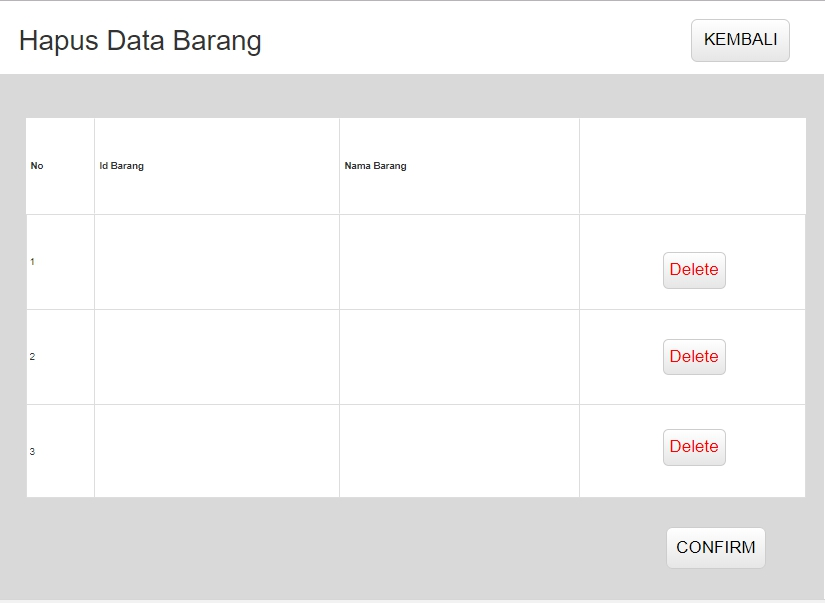 Hapus Data Barang
KEMBALI
No Id Barang Nama Barang
1 Delete
2 Delete
3 Delete
CONFIRM